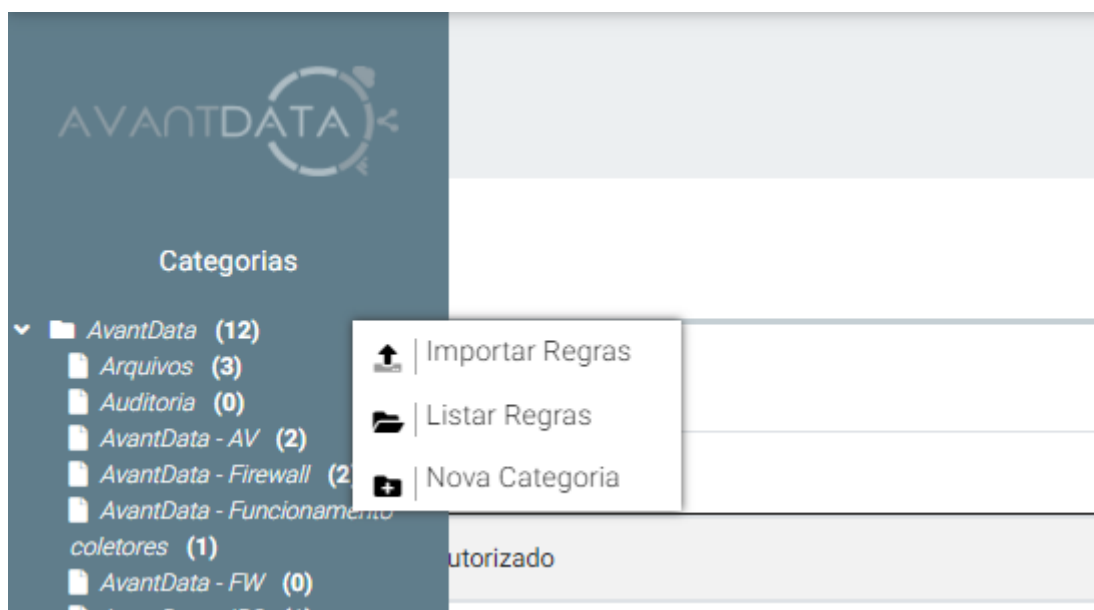 AVANTDATA
Categorias
AvantData (12)
Arquivos (3)
Auditoria (0)
AvantData - AV (2)
AvantData - Firewall (2)
AvantData - Funcionamento
coletores (1)
AvantData - FW (0)
Importar Regras
Listar Regras
Nova Categoria
utorizado